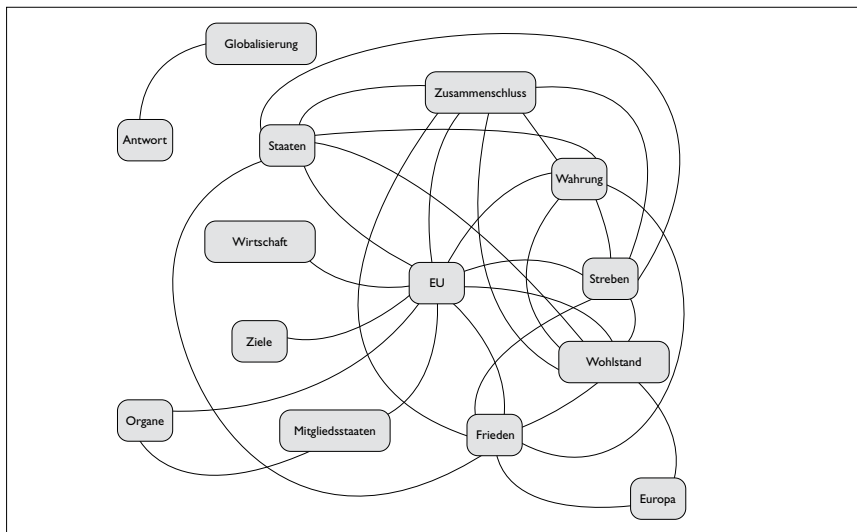 Globalisierung
Zusammenschluss
Antwort
Staaten
Wahrung
Wirtschaft
Streben
EU
Ziele
Wohlstand
Organe
Mitgliedsstaaten
Frieden
Europa